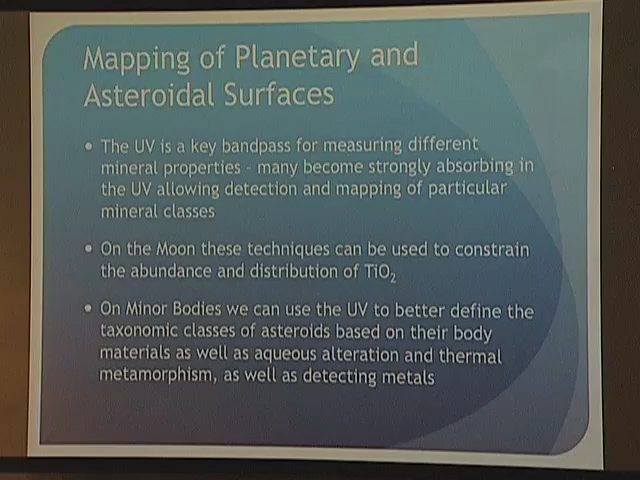 Mapping of Planetary and
Asteroidal Surfaces
• The UV is a key bandpass for measuring different
mineral properties - many become strongly absorbing in
the UV allowing detection and mapping of particular
mineral classes
• On the Moon these techniques can be used to constrain
the abundance and distribution of TiO₂
• On Minor Bodies we can use the UV to better define the
taxonomic classes of asteroids based on their body
materials as well as aqueous alteration and thermal
metamorphism, as well as detecting metals